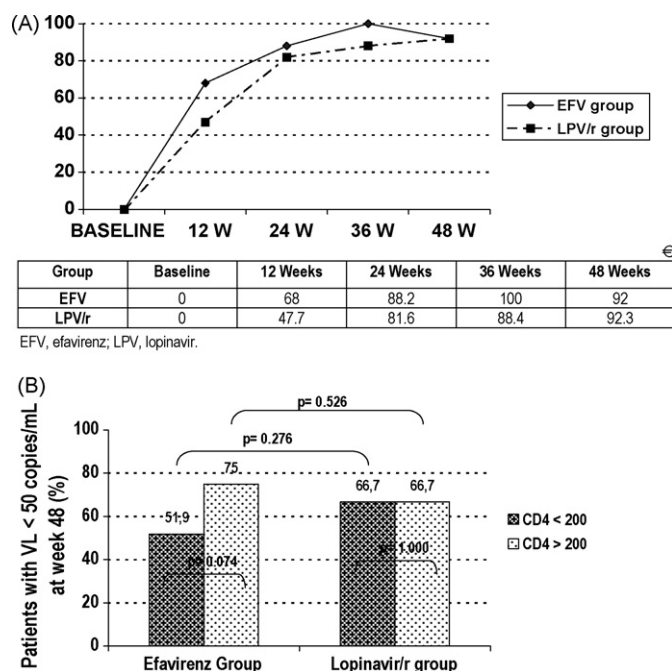 (A)
100
80
60
40
20
0
BASELINE 12 W 24 W 36 W 48 W
EFV group
LPV/r group
€
Group Baseline 12 Weeks 24 Weeks 36 Weeks 48 Weeks
EFV 0 68 88.2 100 92
LPV/r 0 47.7 81.6 88.4 92.3
EFV, efavirenz; LPV, lopinavir.
(B)
Patients with VL < 50 copies/mL
at week 48 (%)
100
80
60
40
20
0
p= 0.526
p= 0.276
75
51,9
66,7 66,7
p= 0.074
p= 1.000
CD4 < 200
CD4 > 200
Efavirenz Group Lopinavir/r group